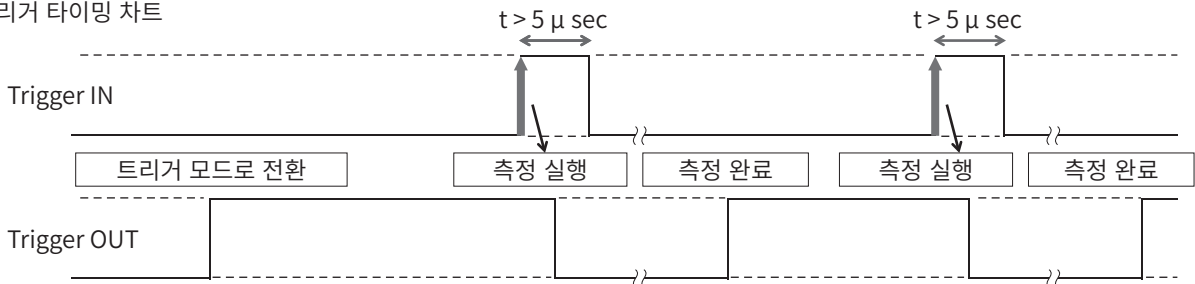 리거 타이밍 차트
t > 5 μ sec t > 5 μ sec
Trigger IN
트리거 모드로 전환 측정 실행 측정 완료 측정 실행 측정 완료
Trigger OUT